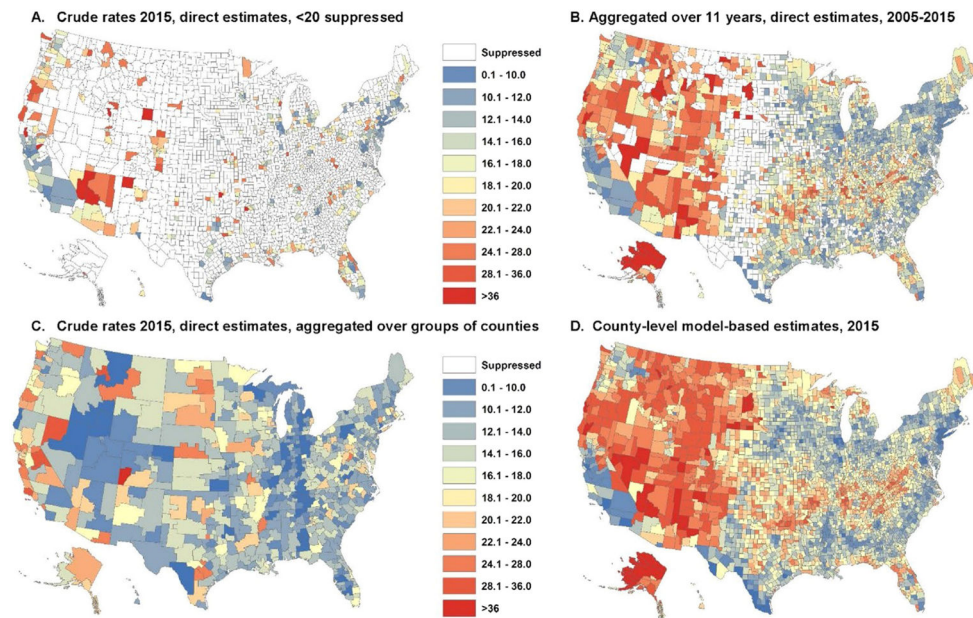 A. Crude rates 2015, direct estimates, <20 suppressed
B. Aggregated over 11 years, direct estimates, 2005-2015
Suppressed
0.1 - 10.0
10.1 - 12.0
12.1 - 14.0
14.1 - 16.0
16.1 - 18.0
18.1 - 20.0
20.1 - 22.0
22.1 - 24.0
24.1 - 28.0
28.1 - 36.0
>36
C. Crude rates 2015, direct estimates, aggregated over groups of counties
D. County-level model-based estimates, 2015
Suppressed
0.1 - 10.0
10.1 - 12.0
12.1 - 14.0
14.1 - 16.0
16.1 - 18.0
18.1 - 20.0
20.1 - 22.0
22.1 - 24.0
24.1 - 28.0
28.1 - 36.0
>36